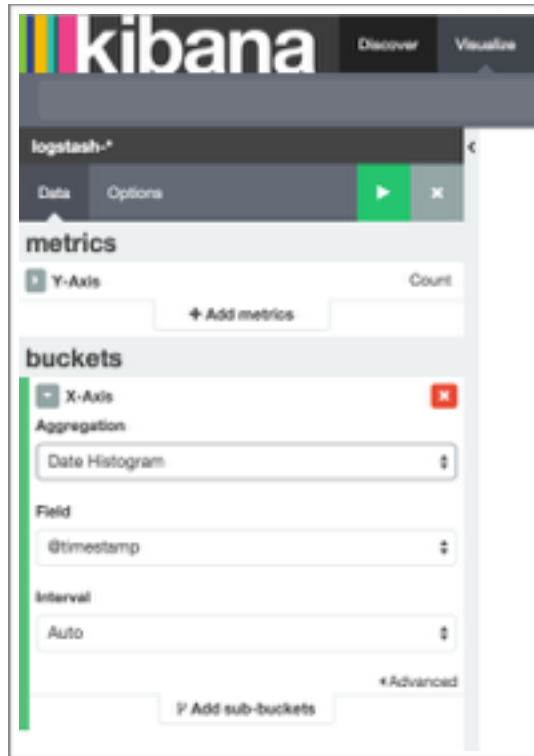 kibana Discover Visualize
logstash-*
Data Options
metrics
Y-Axis Count
+ Add metrics
buckets
X-Axis
Aggregation
Date Histogram
Field
@timestamp
Interval
Auto
Advanced
Add sub-buckets